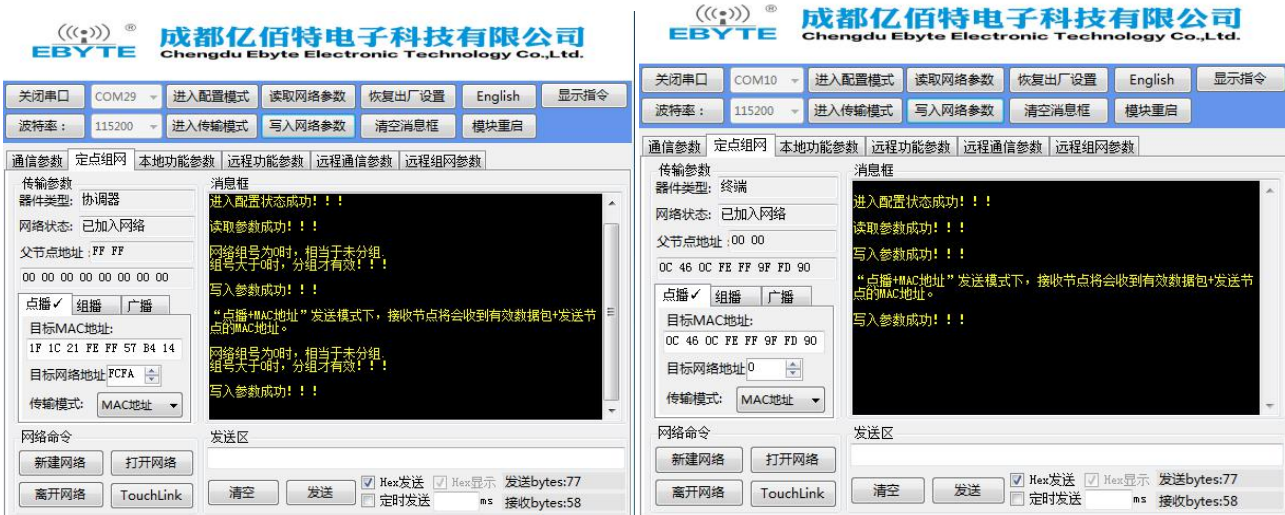 EBYTE ®
成都亿佰特电子科技有限公司
Chengdu Ebyte Electronic Technology Co.,Ltd.
关闭串口 COM29 进入配置模式 读取网络参数 恢复出厂设置 English 显示指令
波特率: 115200 进入传输模式 写入网络参数 清空消息框 模块重启
通信参数 定点组网 本地功能参数 远程功能参数 远程通信参数 远程组网参数
传输参数
器件类型: 协调器
网络状态: 已加入网络
父节点地址: FF FF
00 00 00 00 00 00 00 00
点播✓ 组播 广播
目标MAC地址:
1F 1C 21 FE FF 57 B4 14
目标网络地址 FCFA
传输模式: MAC地址
网络命令
新建网络 打开网络
离开网络 TouchLink
消息框
进入配置状态成功!!!
读取参数成功!!!
网络组号为0时，相当于未分组.
组号大于0时，分组才有效!!!
写入参数成功!!!
“点播+MAC地址”发送模式下，接收节点将会收到有效数据包+发送节
点的MAC地址。
网络组号为0时，相当于未分组.
组号大于0时，分组才有效!!!
写入参数成功!!!
发送区
清空 发送 Hex发送 Hex显示 发送bytes:77
定时发送 ms 接收bytes:58
EBYTE ®
成都亿佰特电子科技有限公司
Chengdu Ebyte Electronic Technology Co.,Ltd.
关闭串口 COM10 进入配置模式 读取网络参数 恢复出厂设置 English 显示指令
波特率: 115200 进入传输模式 写入网络参数 清空消息框 模块重启
通信参数 定点组网 本地功能参数 远程功能参数 远程通信参数 远程组网参数
传输参数
器件类型: 终端
网络状态: 已加入网络
父节点地址: 00 00
0C 46 0C FE FF 9F FD 90
点播✓ 组播 广播
目标MAC地址:
0C 46 0C FE FF 9F FD 90
目标网络地址 0
传输模式: MAC地址
网络命令
新建网络 打开网络
离开网络 TouchLink
消息框
进入配置状态成功!!!
读取参数成功!!!
写入参数成功!!!
“点播+MAC地址”发送模式下，接收节点将会收到有效数据包+发送节
点的MAC地址。
写入参数成功!!!
发送区
清空 发送 Hex发送 Hex显示 发送bytes:77
定时发送 ms 接收bytes:58